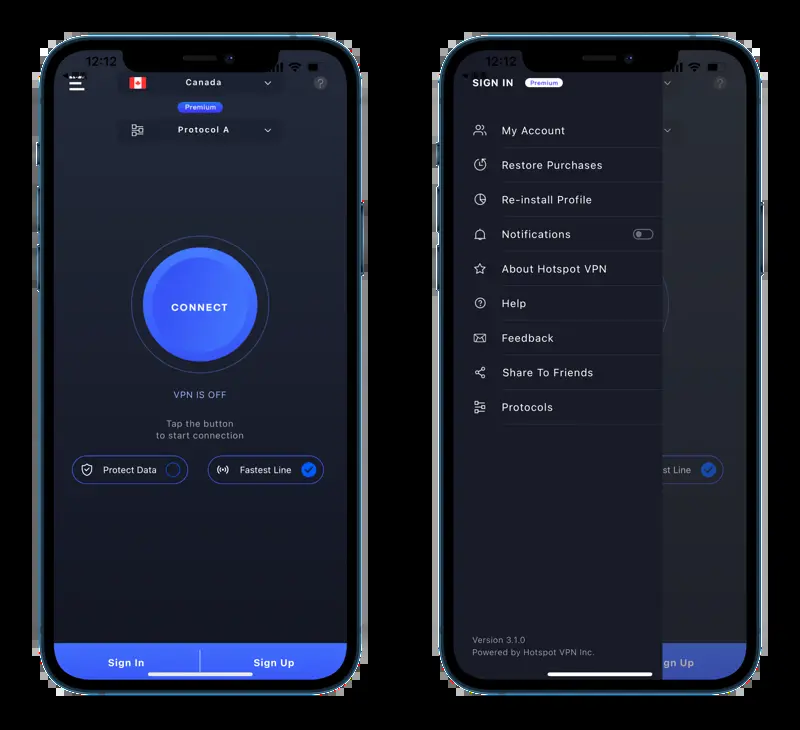 12:12
Canada
?
Premium
Protocol A
CONNECT
VPN IS OFF
Tap the button
to start connection
Protect Data
Fastest Line
Sign In
Sign Up
12:12
SIGN IN
Premium
?
My Account
Restore Purchases
Re-install Profile
Notifications
About Hotspot VPN
Help
Feedback
Share To Friends
Protocols
st Line
Version 3.1.0
Powered by Hotspot VPN Inc.
gn Up